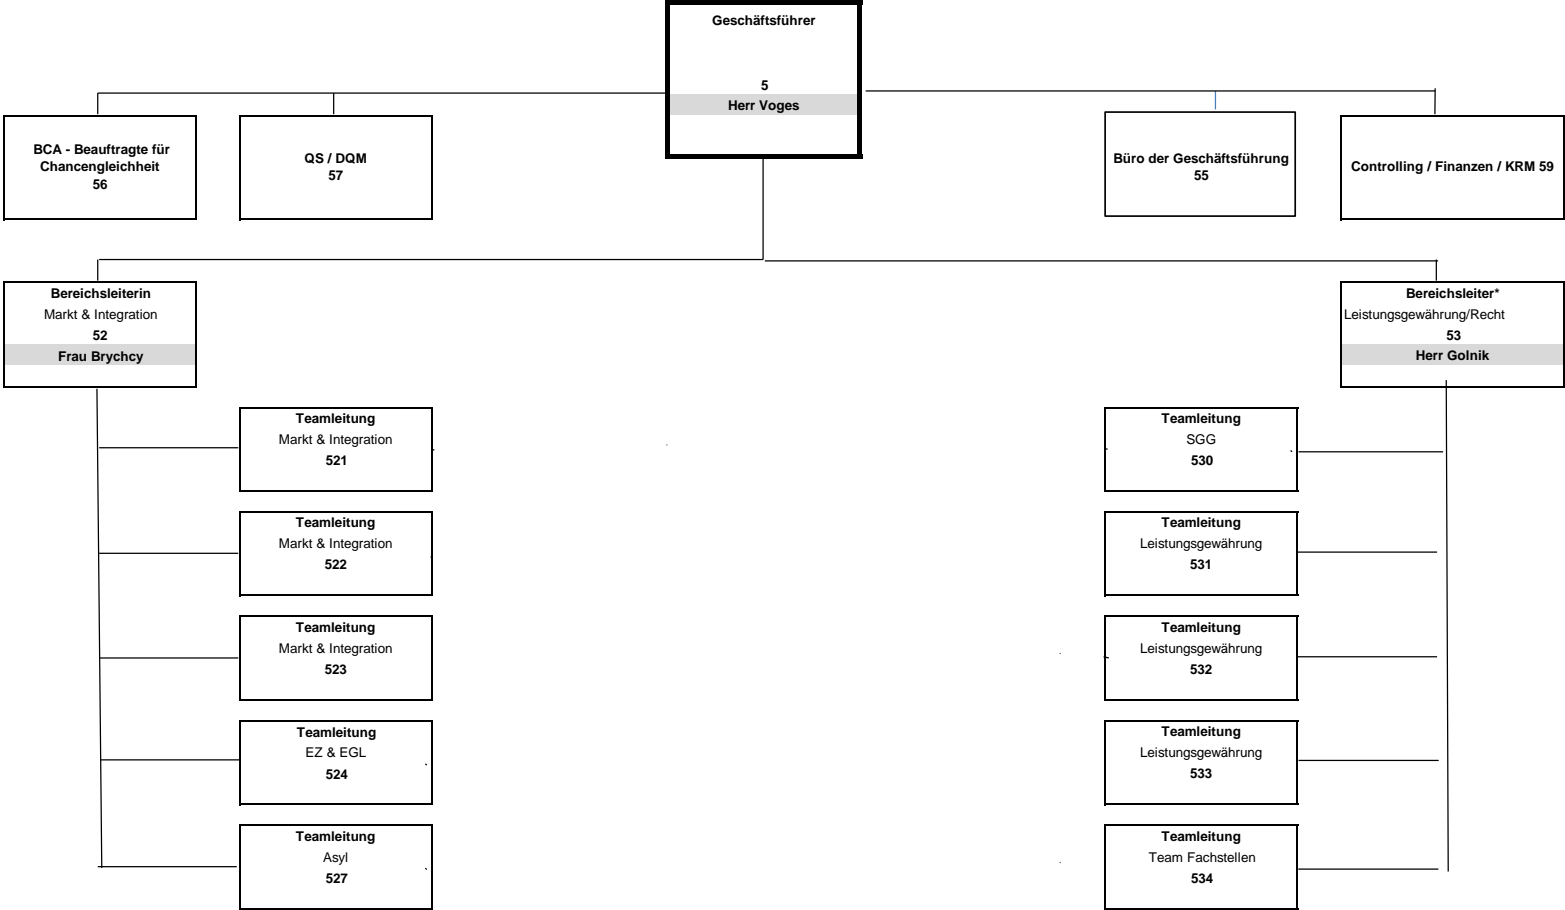 Geschäftsführer
5
Herr Voges
BCA - Beauftragte für
Chancengleichheit
56
QS / DQM
57
Büro der Geschäftsführung
55
Controlling / Finanzen / KRM 59
Bereichsleiterin
Markt & Integration
52
Frau Brychcy
Bereichsleiter*
Leistungsgewährung/Recht
53
Herr Golnik
Teamleitung
Markt & Integration
521
Teamleitung
SGG
530
Teamleitung
Markt & Integration
522
Teamleitung
Leistungsgewährung
531
Teamleitung
Markt & Integration
523
Teamleitung
Leistungsgewährung
532
Teamleitung
EZ & EGL
524
Teamleitung
Leistungsgewährung
533
Teamleitung
Asyl
527
Teamleitung
Team Fachstellen
534